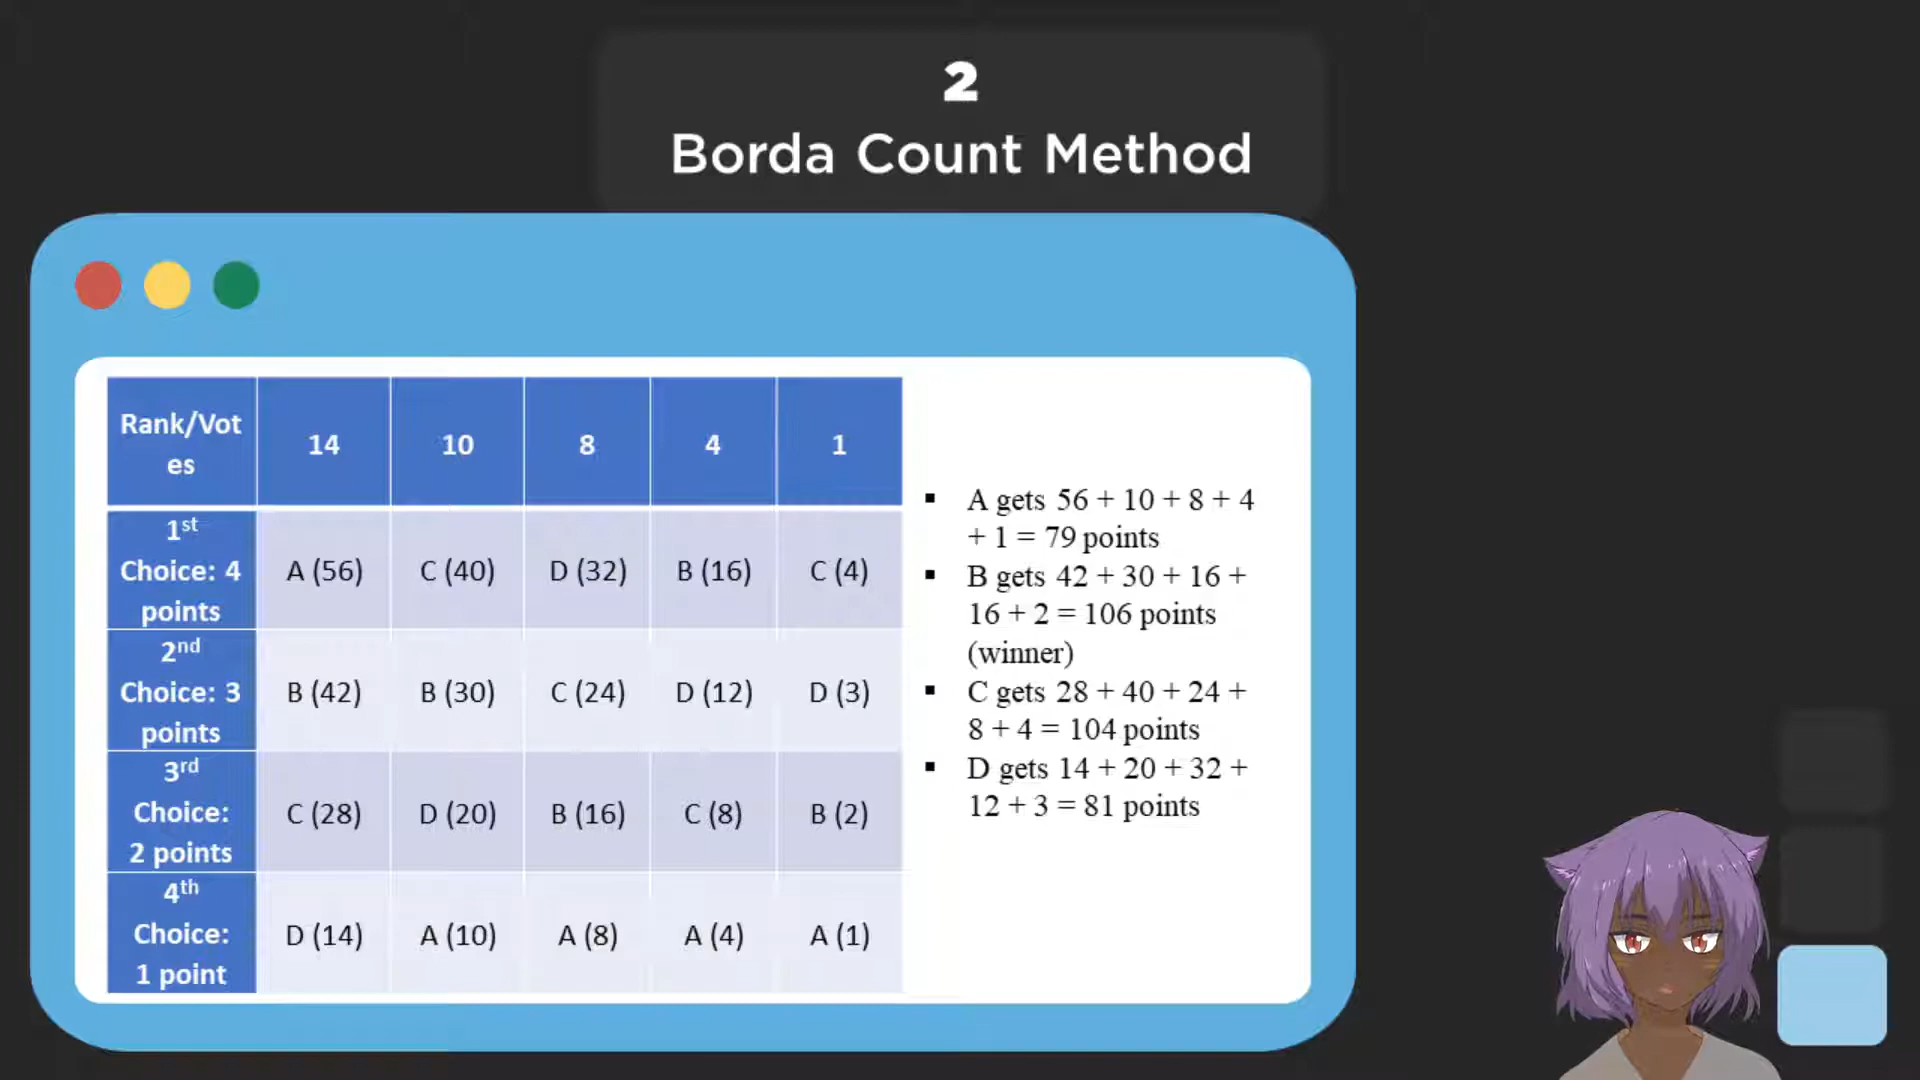 2
Borda Count Method
Rank/Vot
es
14
10
8
4
1
1st
Choice: 4
points
A (56)
C (40)
D (32)
B (16)
C (4)
2nd
Choice: 3
points
B (42)
B (30)
C (24)
D (12)
D (3)
3rd
Choice:
2 points
C (28)
D (20)
B (16)
C (8)
B (2)
4th
Choice:
1 point
D (14)
A (10)
A (8)
A (4)
A (1)
▪ A gets 56 + 10 + 8 + 4
+ 1 = 79 points
▪ B gets 42 + 30 + 16 +
16 + 2 = 106 points
(winner)
▪ C gets 28 + 40 + 24 +
8 + 4 = 104 points
▪ D gets 14 + 20 + 32 +
12 + 3 = 81 points